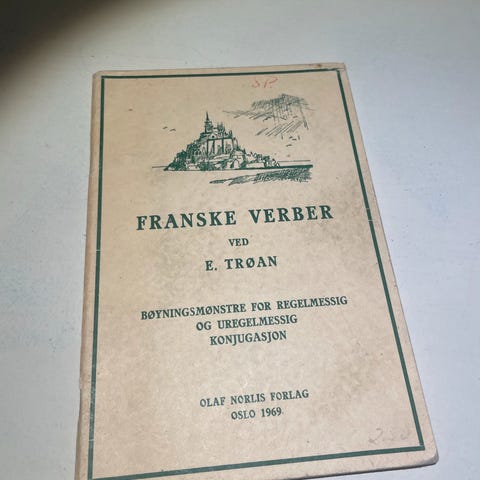 S.P.
FRANSKE VERBER
VED
E. TRØAN
BØYNINGSMØNSTRE FOR REGELMESSIG
OG UREGELMESSIG
KONJUGASJON
OLAF NORLIS FORLAG
OSLO 1969